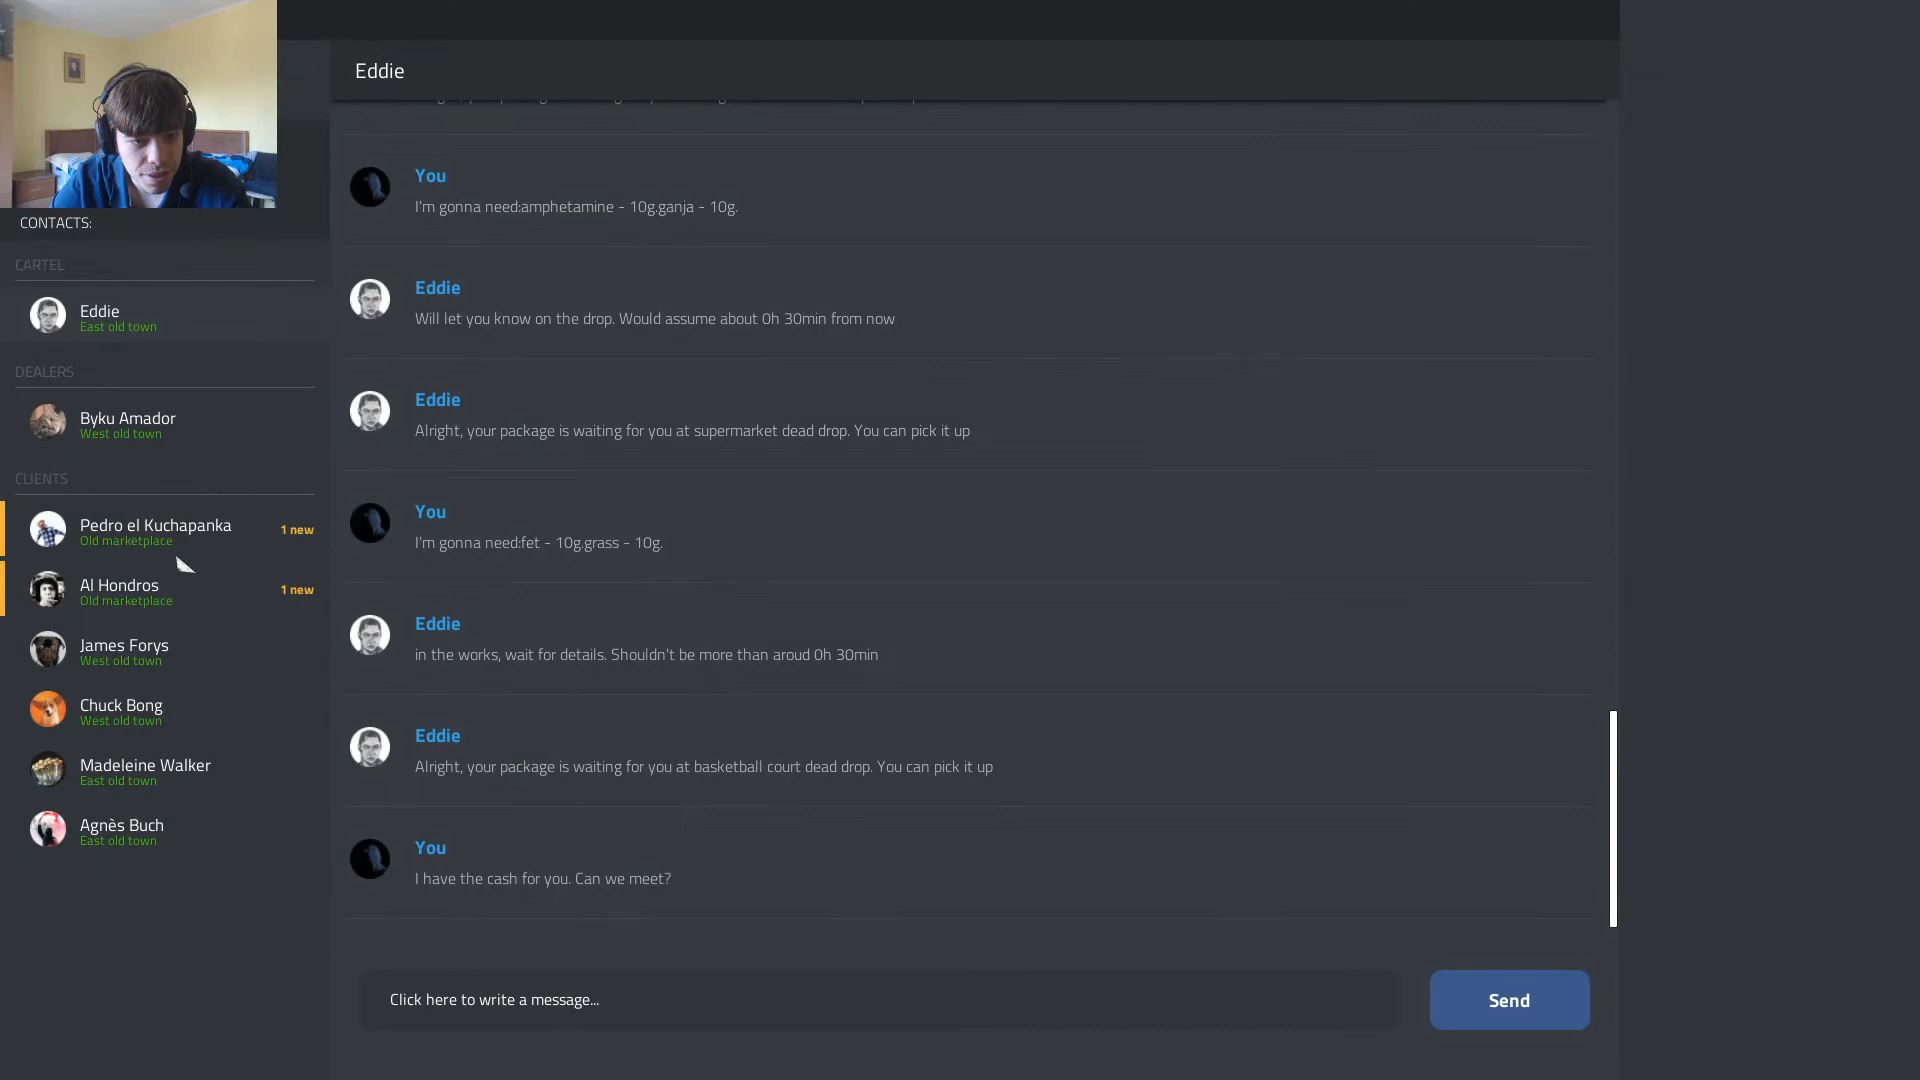 Eddie
You
I'm gonna need:amphetamine - 10g.ganja - 10g.
Eddie
Will let you know on the drop. Would assume about 0h 30min from now
Eddie
Alright, your package is waiting for you at supermarket dead drop. You can pick it up
You
I'm gonna need:fet - 10g.grass - 10g.
Eddie
in the works, wait for details. Shouldn't be more than aroud 0h 30min
Eddie
Alright, your package is waiting for you at basketball court dead drop. You can pick it up
You
I have the cash for you. Can we meet?
Click here to write a message...
Send
CONTACTS:
CARTEL
Eddie
East old town
DEALERS
Byku Amador
West old town
CLIENTS
Pedro el Kuchapanka
Old marketplace
1 new
Al Hondros
Old marketplace
1 new
James Forys
West old town
Chuck Bong
West old town
Madeleine Walker
East old town
Agnès Buch
East old town